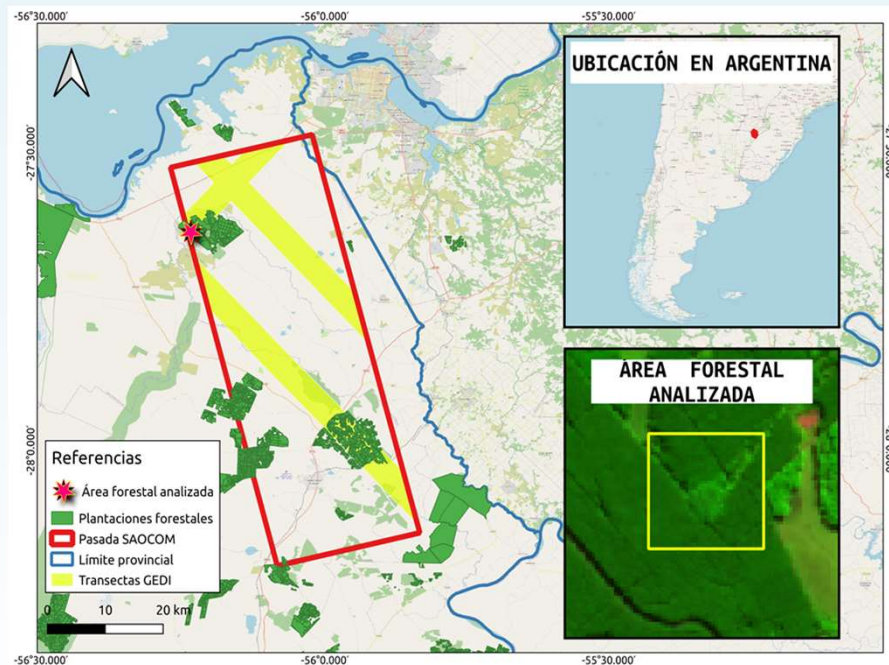 -56°30.000'
-56°0.000'
-55°30.000'
-27°30.000'
UBICACIÓN EN ARGENTINA
ÁREA FORESTAL
ANALIZADA
-28°0.000'
Referencias
Área forestal analizada
Plantaciones forestales
Pasada SAOCOM
Límite provincial
Transectas GEDI
0 10 20 km
-56°30.000'
-56°0.000'
-55°30.000'